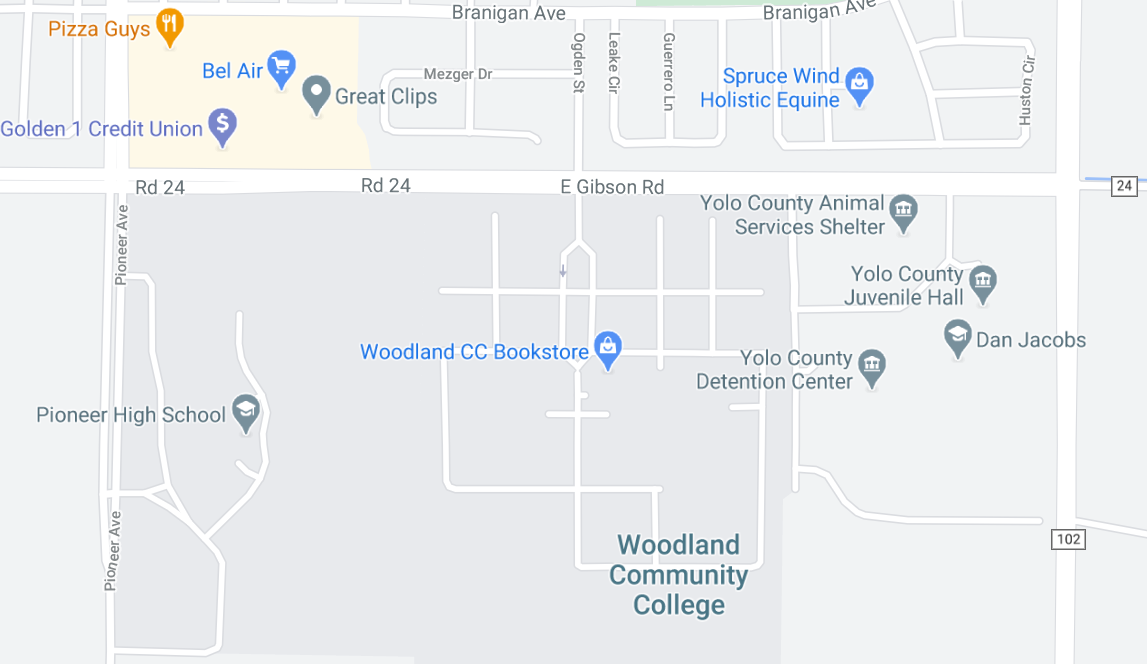 Branigan Ave
Branigan Ave
Pizza Guys
Bel Air
Great Clips
Golden 1 Credit Union
Mezger Dr
Ogden St
Leake Cir
Guerrero Ln
Spruce Wind
Holistic Equine
Huston Cir
Rd 24
Rd 24
E Gibson Rd
24
Pioneer Ave
Yolo County Animal
Services Shelter
Yolo County
Juvenile Hall
Dan Jacobs
Woodland CC Bookstore
Yolo County
Detention Center
Pioneer High School
Pioneer Ave
102
Woodland
Community
College